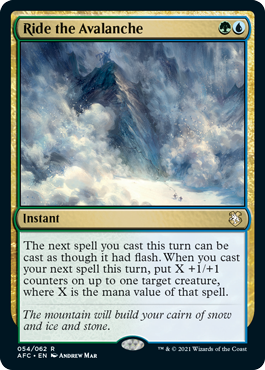 Ride the Avalanche
Instant
The next spell you cast this turn can be
cast as though it had flash. When you cast
your next spell this turn, put X +1/+1
counters on up to one target creature,
where X is the mana value of that spell.
The mountain will build your cairn of snow
and ice and stone.
054/062 R
AFC • EN Andrew Mar
™ & © 2021 Wizards of the Coast